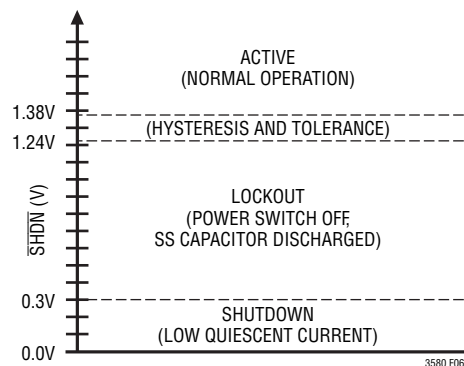 ACTIVE
(NORMAL OPERATION)
1.38V
(HYSTERESIS AND TOLERANCE)
1.24V
SHDN (V)
LOCKOUT
(POWER SWITCH OFF,
SS CAPACITOR DISCHARGED)
0.3V
SHUTDOWN
(LOW QUIESCENT CURRENT)
0.0V
3580 F06